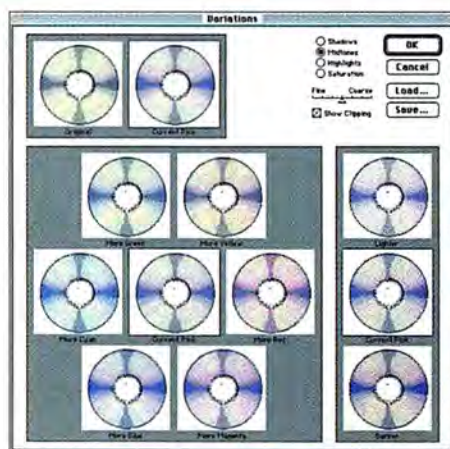 Variations
Original
Current Pick
Shadows
Midtones
Highlights
Saturation
Fine Coarse
Show Clipping
OK
Cancel
Load...
Save...
More Green
More Yellow
More Cyan
Current Pick
More Red
More Blue
More Magenta
Lighter
Current Pick
Darker